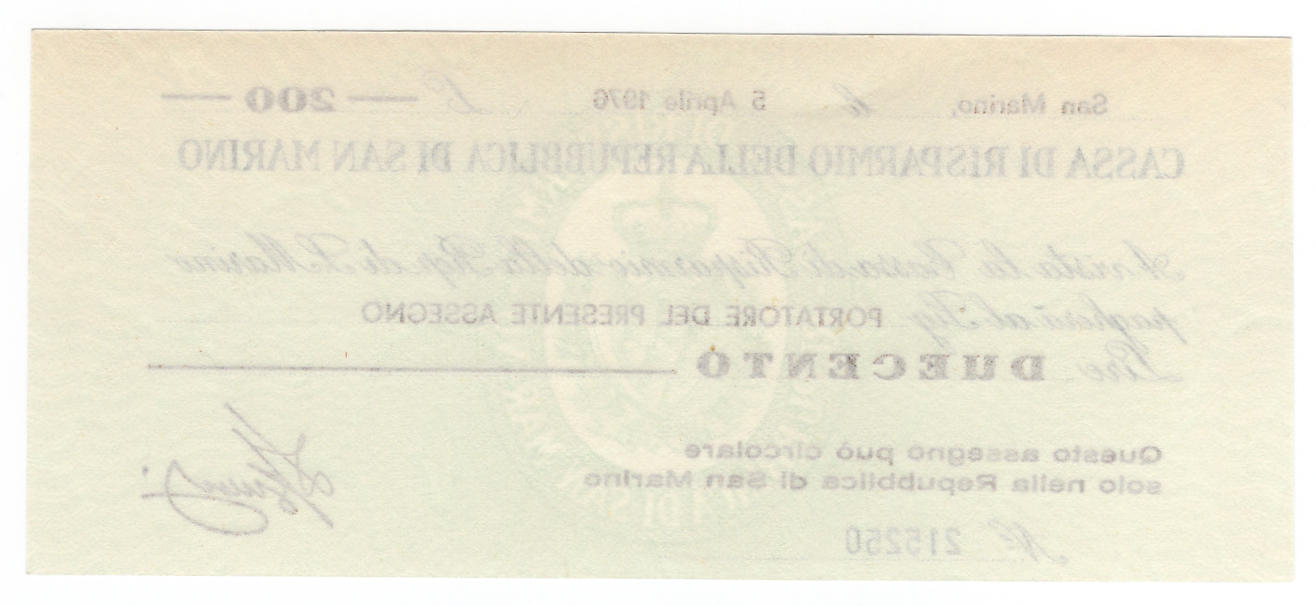 San Marino, li 5 Aprile 1976 L. — 200 —
CASSA DI RISPARMIO DELLA REPUBBLICA DI SAN MARINO
A vista la Cassa di Risparmio della Rep. di S. Marino
pagherà al Sig. PORTATORE DEL PRESENTE ASSEGNO
Lire DUECENTO
Questo assegno può circolare
solo nella Repubblica di San Marino
Nº 215250